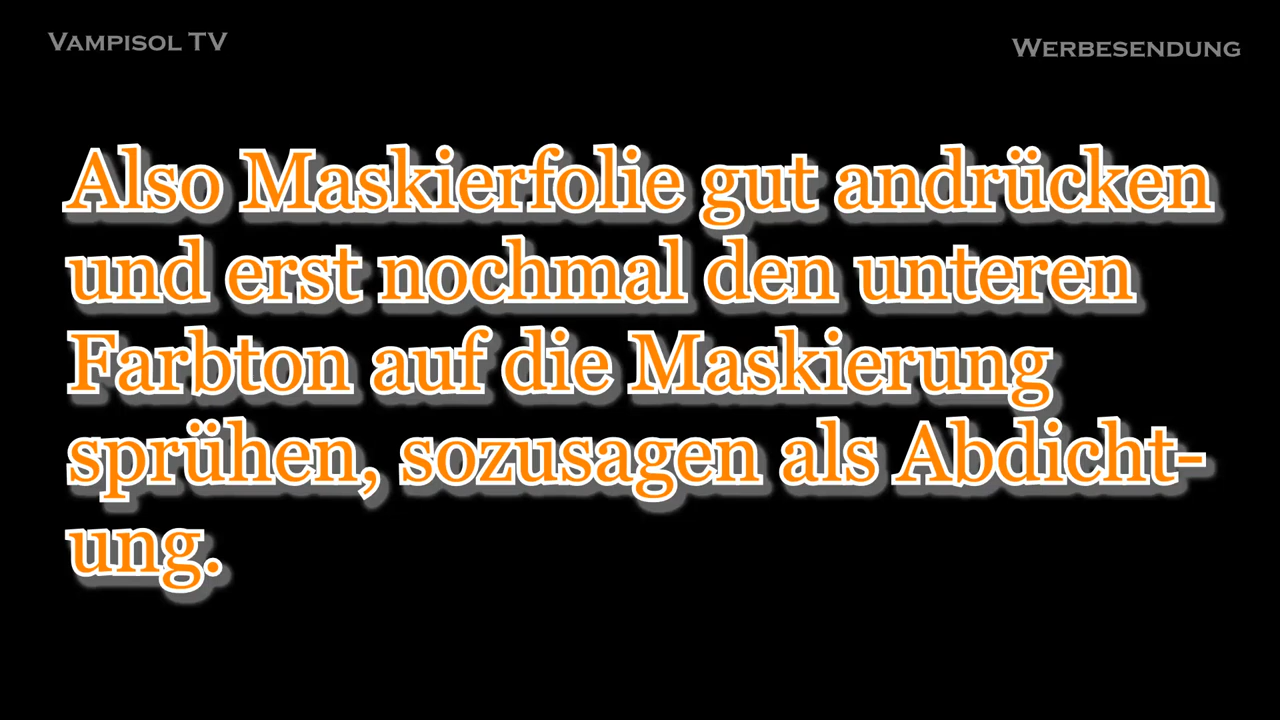 Vampisol TV
Werbesendung
Also Maskierfolie gut andrücken
und erst nochmal den unteren
Farbton auf die Maskierung
sprühen, sozusagen als Abdicht-
ung.